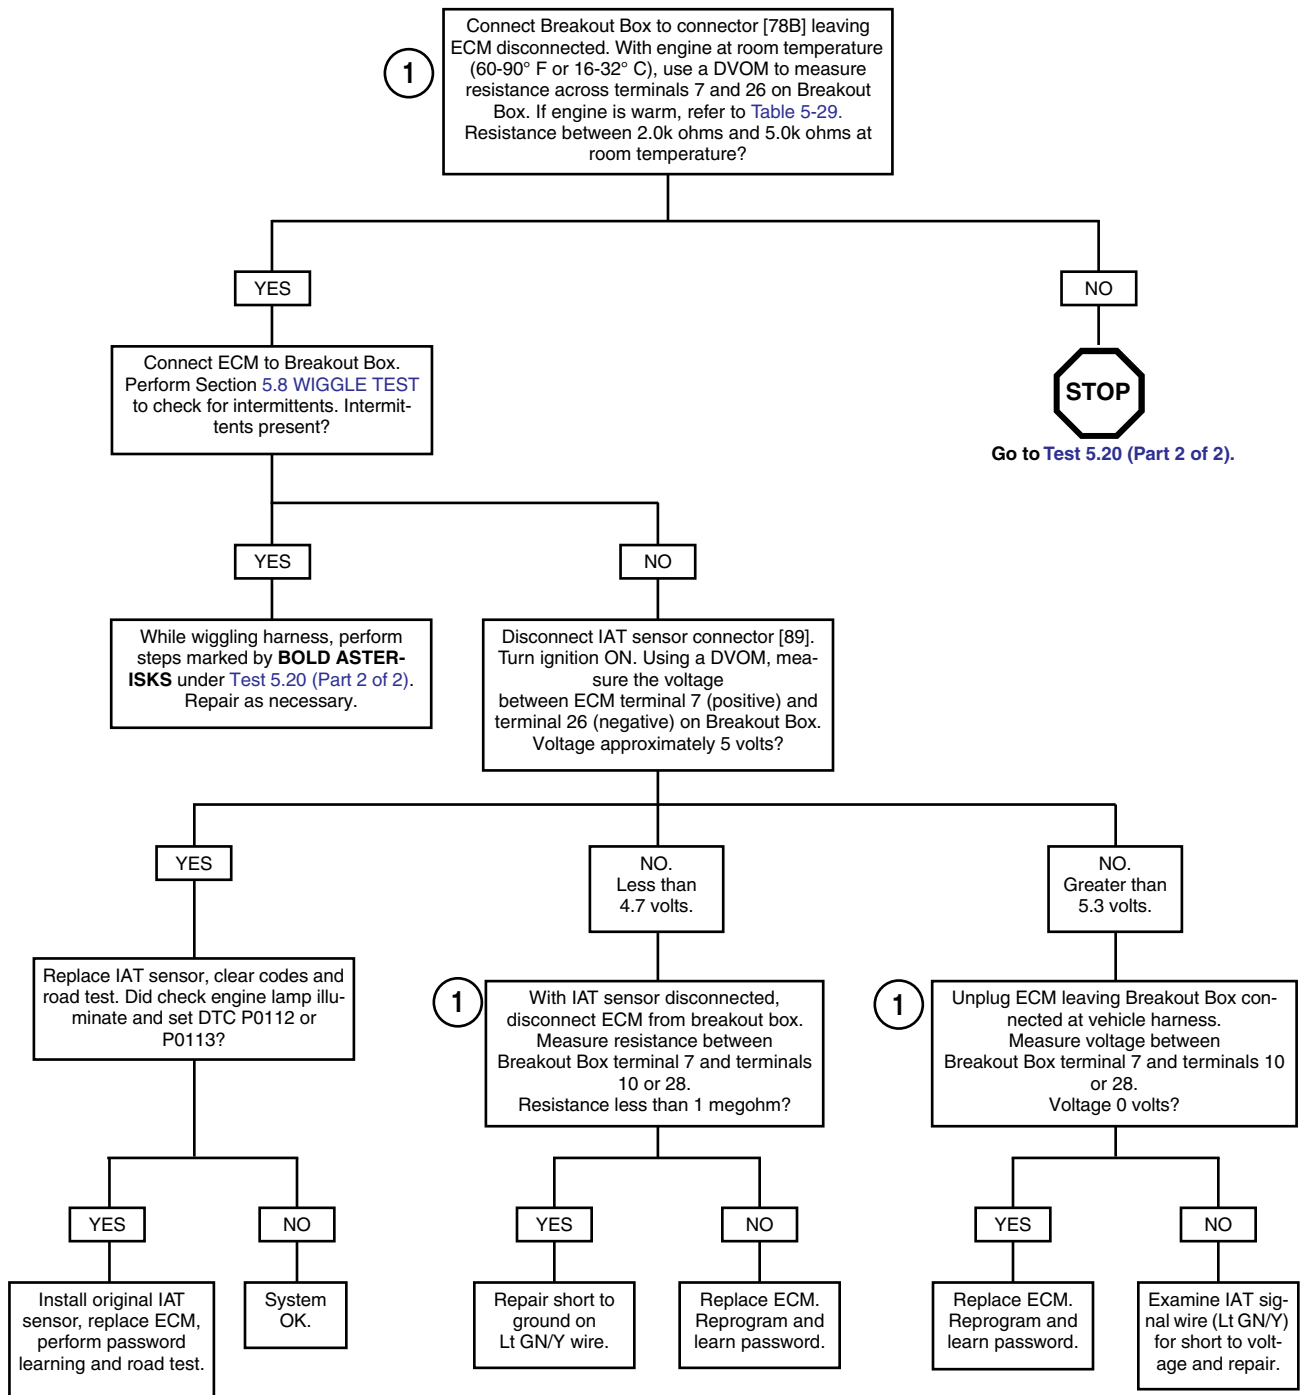 Connect Breakout Box to connector [78B] leaving
ECM disconnected. With engine at room temperature
(60-90° F or 16-32° C), use a DVOM to measure
resistance across terminals 7 and 26 on Breakout
Box. If engine is warm, refer to Table 5-29.
Resistance between 2.0k ohms and 5.0k ohms at
room temperature?
1
YES
NO
Connect ECM to Breakout Box.
Perform Section 5.8 WIGGLE TEST
to check for intermittents. Intermit-
tents present?
STOP
Go to Test 5.20 (Part 2 of 2).
YES
NO
While wiggling harness, perform
steps marked by BOLD ASTER-
ISKS under Test 5.20 (Part 2 of 2).
Repair as necessary.
Disconnect IAT sensor connector [89].
Turn ignition ON. Using a DVOM, mea-
sure the voltage
between ECM terminal 7 (positive) and
terminal 26 (negative) on Breakout Box.
Voltage approximately 5 volts?
YES
NO.
Less than
4.7 volts.
NO.
Greater than
5.3 volts.
Replace IAT sensor, clear codes and
road test. Did check engine lamp illu-
minate and set DTC P0112 or
P0113?
1
With IAT sensor disconnected,
disconnect ECM from breakout box.
Measure resistance between
Breakout Box terminal 7 and terminals
10 or 28.
Resistance less than 1 megohm?
1
Unplug ECM leaving Breakout Box con-
nected at vehicle harness.
Measure voltage between
Breakout Box terminal 7 and terminals 10
or 28.
Voltage 0 volts?
YES
NO
YES
NO
YES
NO
Install original IAT
sensor, replace ECM,
perform password
learning and road test.
System
OK.
Repair short to
ground on
Lt GN/Y wire.
Replace ECM.
Reprogram and
learn password.
Replace ECM.
Reprogram and
learn password.
Examine IAT sig-
nal wire (Lt GN/Y)
for short to volt-
age and repair.